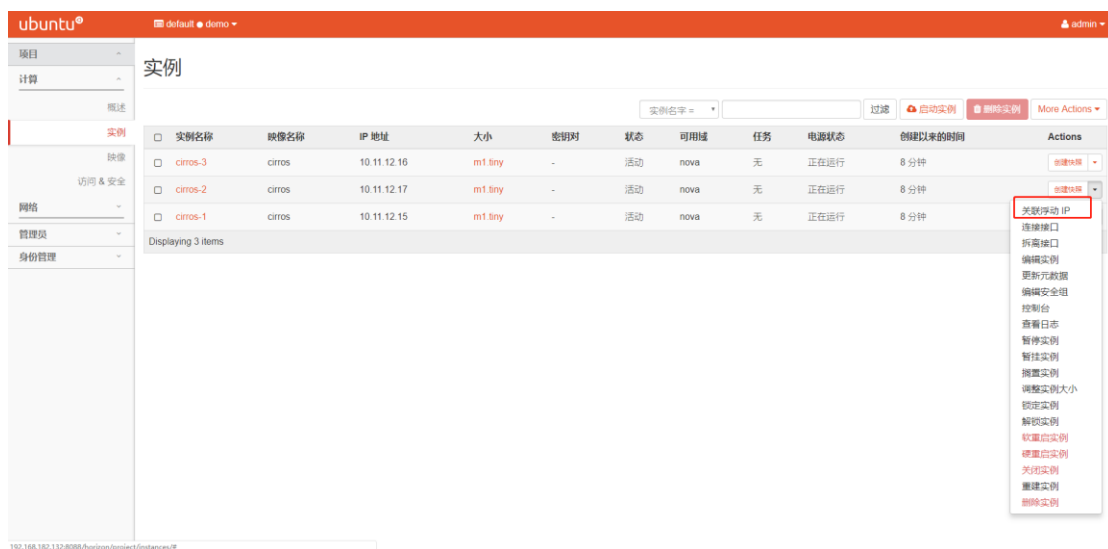 ubuntu® default demo admin
项目
计算
概述
实例
映像
访问 & 安全
网络
管理员
身份管理
实例
实例名字 = 过滤 启动实例 删除实例 More Actions
实例名称 映像名称 IP 地址 大小 密钥对 状态 可用域 任务 电源状态 创建以来的时间 Actions
cirros-3 cirros 10.11.12.16 m1.tiny - 活动 nova 无 正在运行 8 分钟 创建快照
cirros-2 cirros 10.11.12.17 m1.tiny - 活动 nova 无 正在运行 8 分钟 创建快照
cirros-1 cirros 10.11.12.15 m1.tiny - 活动 nova 无 正在运行 8 分钟
Displaying 3 items
关联浮动 IP
连接接口
拆离接口
编辑实例
更新元数据
编辑安全组
控制台
查看日志
暂停实例
暂挂实例
搁置实例
调整实例大小
锁定实例
解锁实例
软重启实例
硬重启实例
关闭实例
重建实例
删除实例
192.168.182.132:8088/horizon/project/instances/#